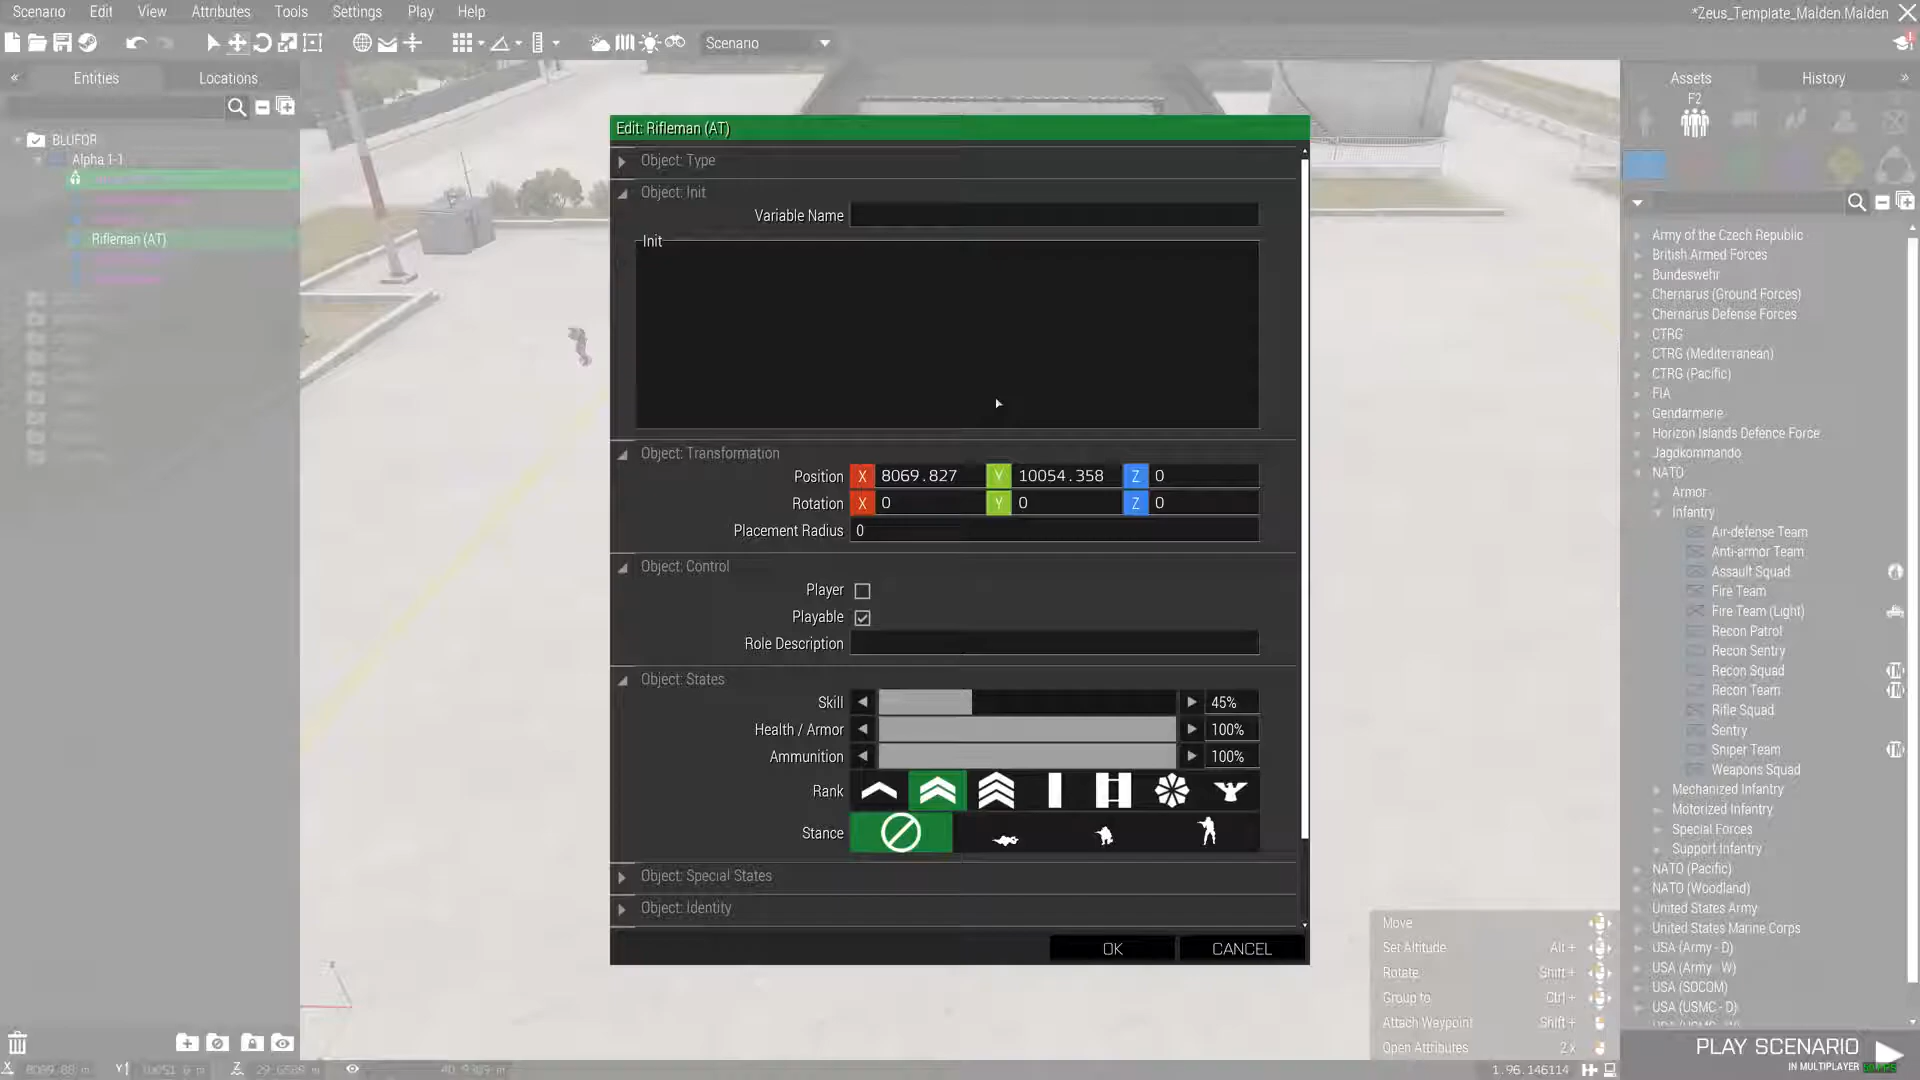 Scenario Edit View Attributes Tools Settings Play Help
*Zeus_Template_Malden.Malden
Scenario
Entities Locations
BLUFOR
Alpha 1-1
Rifleman (AT)
Edit: Rifleman (AT)
Object: Type
Object: Init
Variable Name
Init
Object: Transformation
Position X 8069.827 Y 10054.358 Z 0
Rotation X 0 Y 0 Z 0
Placement Radius 0
Object: Control
Player
Playable
Role Description
Object: States
Skill 45%
Health / Armor 100%
Ammunition 100%
Rank
Stance
Object: Special States
Object: Identity
OK CANCEL
Assets History
F2
Army of the Czech Republic
British Armed Forces
Bundeswehr
Chernarus (Ground Forces)
Chernarus Defense Forces
CTRG
CTRG (Mediterranean)
CTRG (Pacific)
FIA
Gendarmerie
Horizon Islands Defence Force
Jagdkommando
NATO
Armor
Infantry
Air-defense Team
Anti-armor Team
Assault Squad
Fire Team
Fire Team (Light)
Recon Patrol
Recon Sentry
Recon Squad
Recon Team
Rifle Squad
Sentry
Sniper Team
Weapons Squad
Mechanized Infantry
Motorized Infantry
Special Forces
Support Infantry
NATO (Pacific)
NATO (Woodland)
United States Army
United States Marine Corps
USA (Army - D)
USA (Army - W)
USA (SOCOM)
USA (USMC - D)
Move
Set Altitude Alt +
Rotate Shift +
Group to Ctrl +
Attach Waypoint Shift +
Open Attributes 2 x
PLAY SCENARIO
IN MULTIPLAYER
1.96.146114